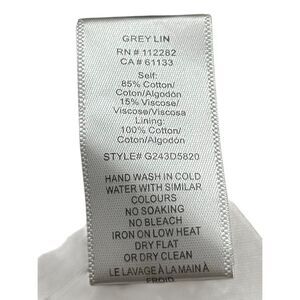 GREY LIN
RN # 112282
CA # 61133
Self:
85% Cotton/
Coton/Algodón
15% Viscose/
Viscose/Viscosa
Lining:
100% Cotton/
Coton/Algodón
STYLE# G243D5820
HAND WASH IN COLD
WATER WITH SIMILAR
COLOURS
NO SOAKING
NO BLEACH
IRON ON LOW HEAT
DRY FLAT
OR DRY CLEAN
LE LAVAGE À LA MAIN À
FROID